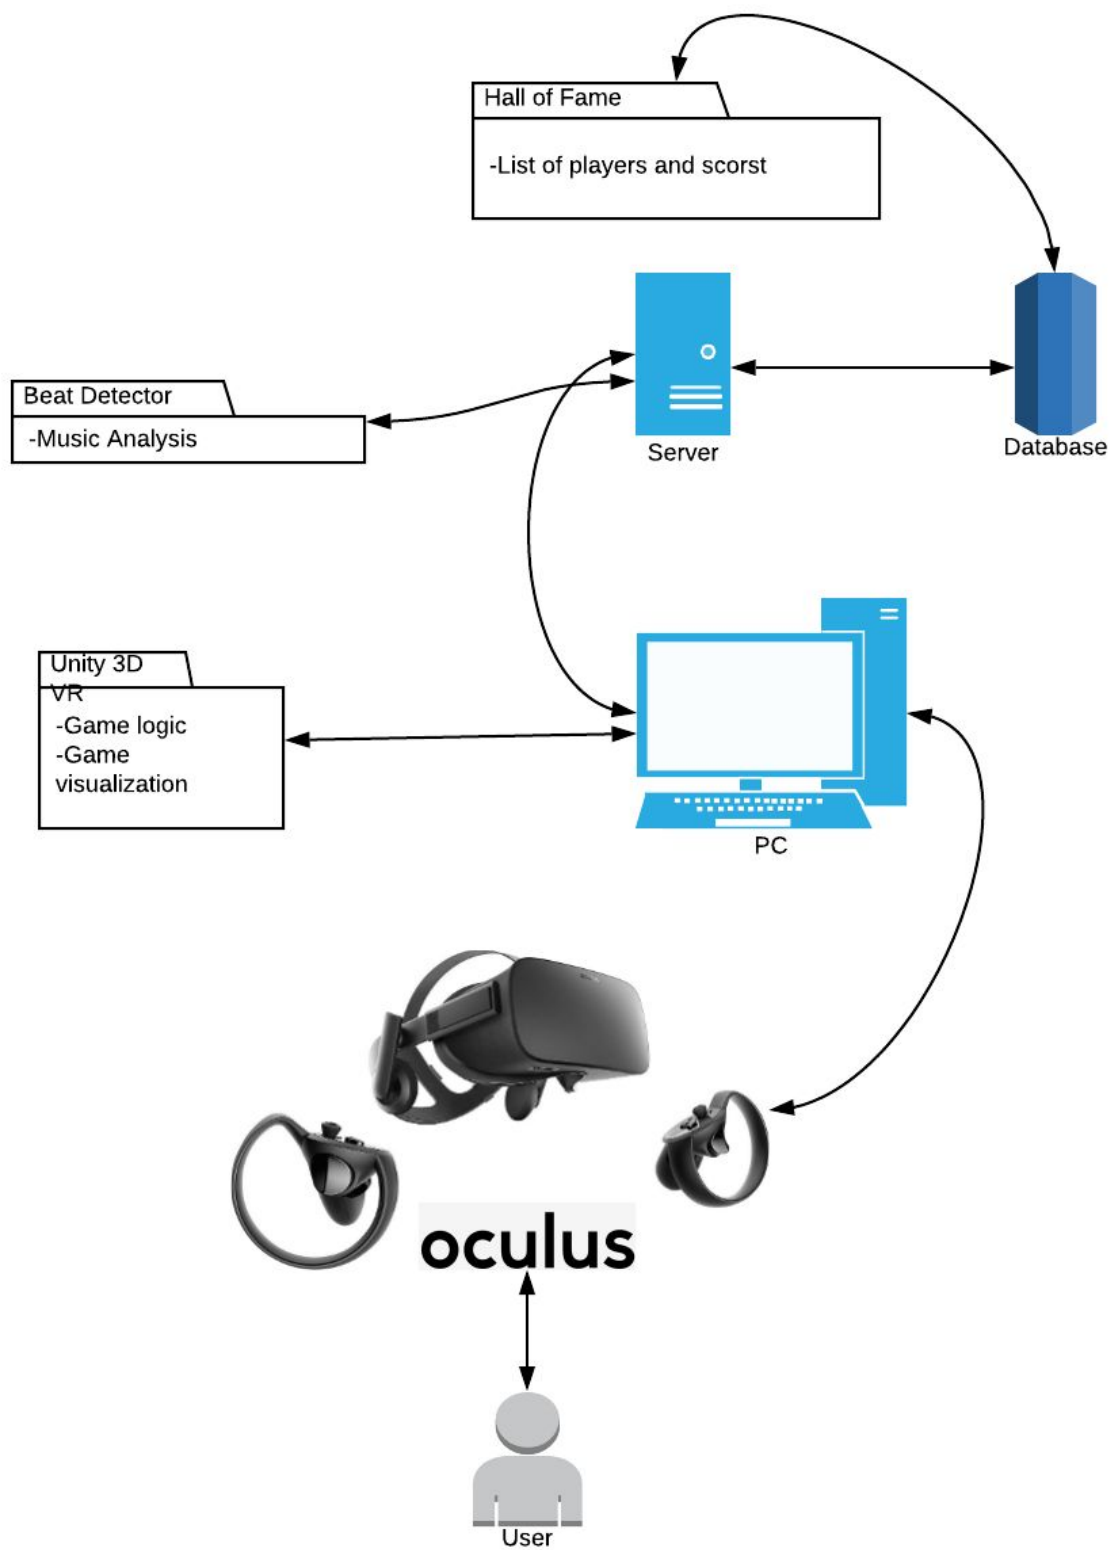 Hall of Fame
-List of players and scorst
Beat Detector
-Music Analysis
Server
Database
Unity 3D
VR
-Game logic
-Game
visualization
PC
oculus
User